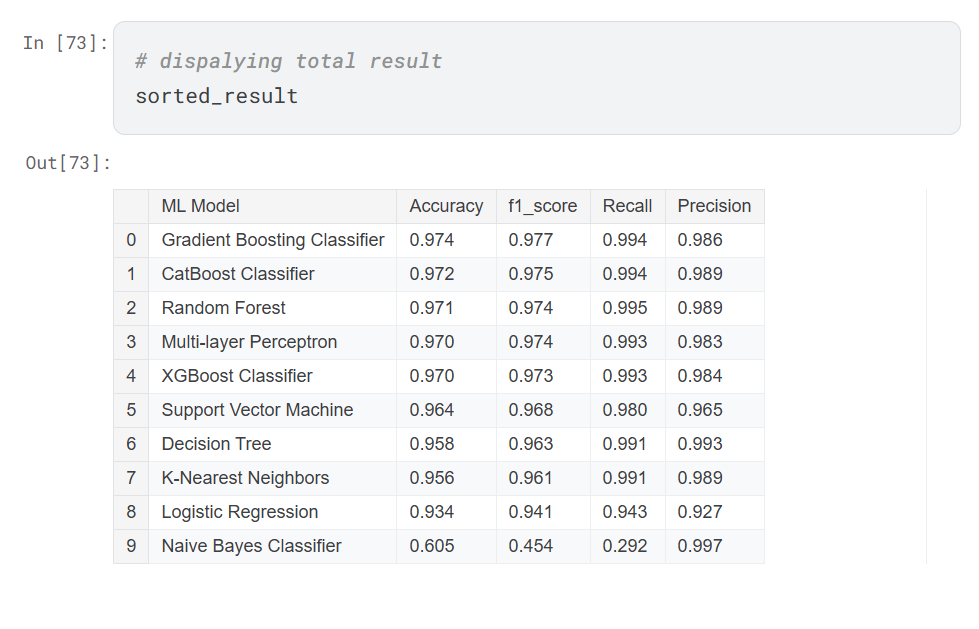 In [73]:
# dispalying total result
sorted_result
Out[73]:
ML Model Accuracy f1_score Recall Precision
0 Gradient Boosting Classifier 0.974 0.977 0.994 0.986
1 CatBoost Classifier 0.972 0.975 0.994 0.989
2 Random Forest 0.971 0.974 0.995 0.989
3 Multi-layer Perceptron 0.970 0.974 0.993 0.983
4 XGBoost Classifier 0.970 0.973 0.993 0.984
5 Support Vector Machine 0.964 0.968 0.980 0.965
6 Decision Tree 0.958 0.963 0.991 0.993
7 K-Nearest Neighbors 0.956 0.961 0.991 0.989
8 Logistic Regression 0.934 0.941 0.943 0.927
9 Naive Bayes Classifier 0.605 0.454 0.292 0.997